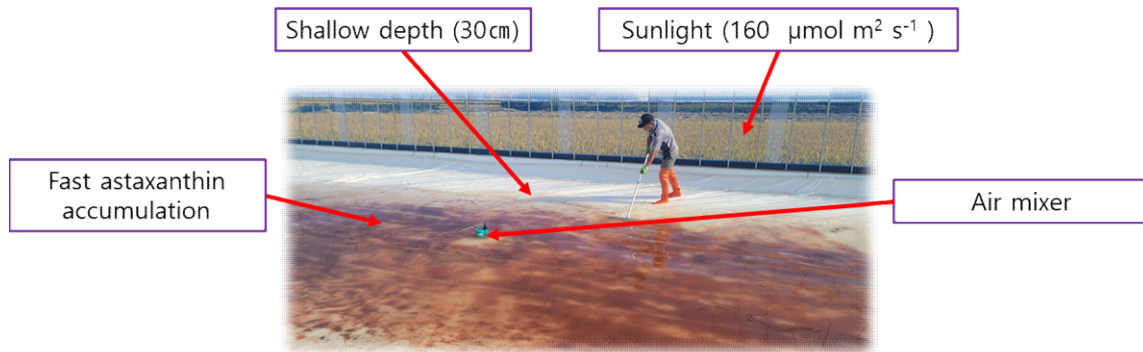 Shallow depth (30㎝)
Sunlight (160 μmol m² s⁻¹ )
Fast astaxanthin
accumulation
Air mixer